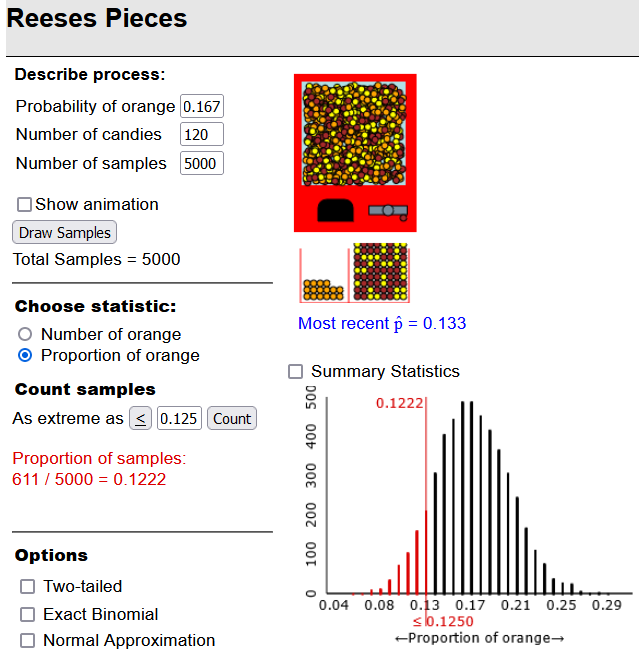 Reeses Pieces
Describe process:
Probability of orange 0.167
Number of candies 120
Number of samples 5000
Show animation
Draw Samples
Total Samples = 5000
Choose statistic:
Number of orange
Proportion of orange
Count samples
As extreme as ≤ 0.125 Count
Proportion of samples:
611 / 5000 = 0.1222
Options
Two-tailed
Exact Binomial
Normal Approximation
Most recent p̂ = 0.133
Summary Statistics
0.1222
500
400
300
200
100
0
0.04 0.08 0.13 0.17 0.21 0.25 0.29
≤0.1250
←Proportion of orange→